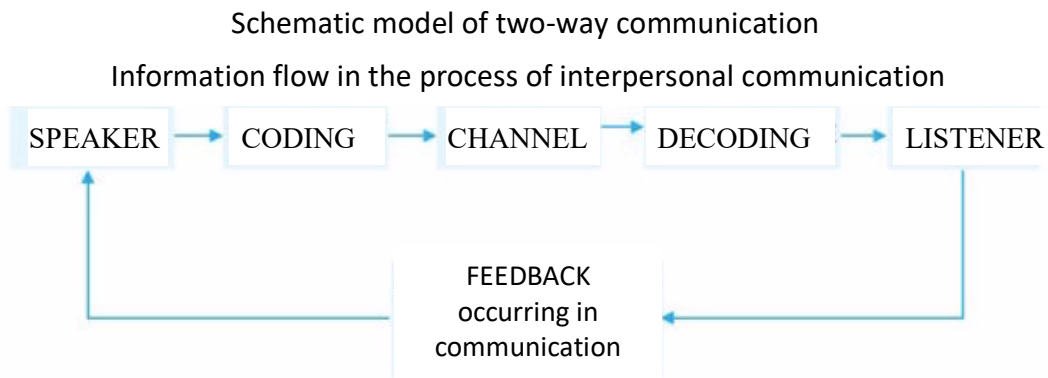 Schematic model of two-way communication
Information flow in the process of interpersonal communication
SPEAKER
CODING
CHANNEL
DECODING
LISTENER
FEEDBACK
occurring in
communication